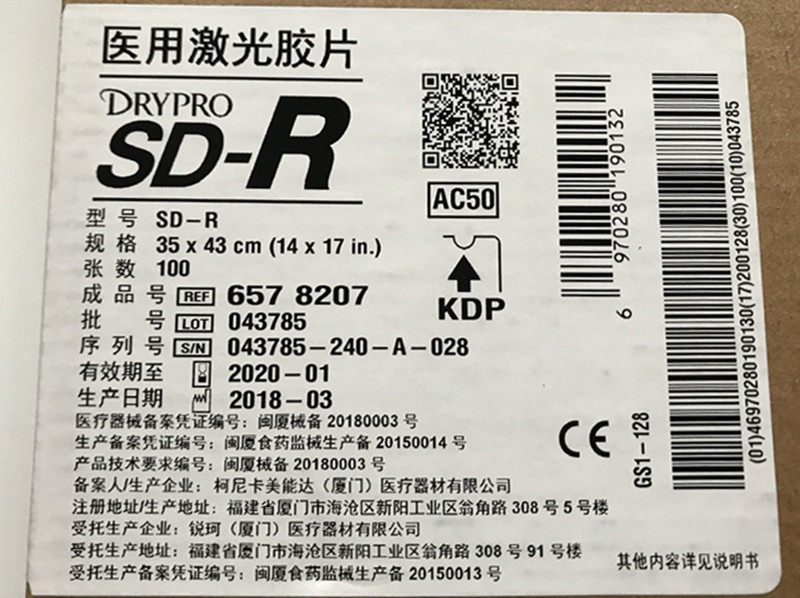 医用激光胶片
DRYPRO
SD-R
型号 SD-R
规格 35 x 43 cm (14 x 17 in.)
张数 100
成品号 REF 657 8207
批号 LOT 043785
序列号 S/N 043785-240-A-028
有效期至 2020-01
生产日期 2018-03
医疗器械备案凭证编号：闽厦械备 20180003 号
生产备案凭证编号：闽厦食药监械生产备 20150014 号
产品技术要求编号：闽厦械备 20180003 号
备案人/生产企业：柯尼卡美能达（厦门）医疗器材有限公司
注册地址/生产地址：福建省厦门市海沧区新阳工业区翁角路 308 号 5 号楼
受托生产企业：锐珂（厦门）医疗器材有限公司
受托生产地址：福建省厦门市海沧区新阳工业区翁角路 308 号 91 号楼
受托生产备案凭证编号：闽厦食药监械生产备 20150013 号
AC50
KDP
6 970280 190132
CE
GS1-128
(01)46970280190130(17)200128(30)100(10)043785
其他内容详见说明书